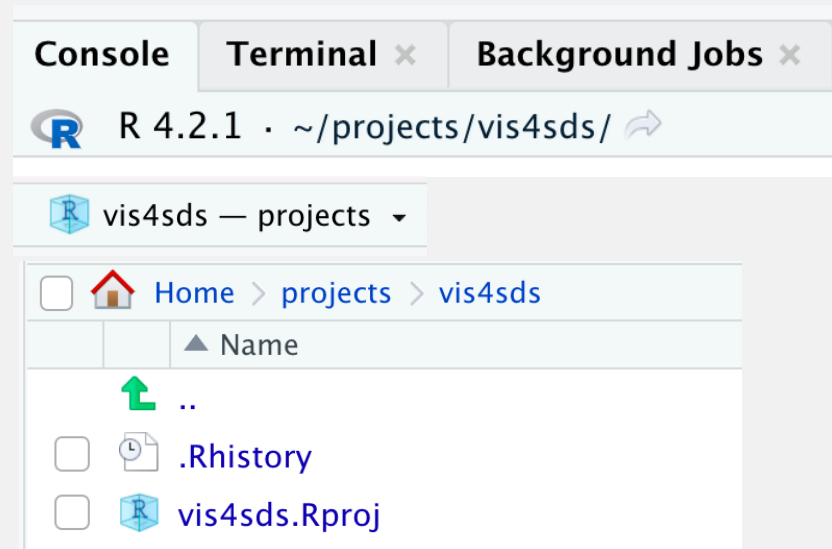 Console Terminal × Background Jobs ×
R R 4.2.1 · ~/projects/vis4sds/
R vis4sds — projects
Home > projects > vis4sds
Name
..
.Rhistory
R vis4sds.Rproj